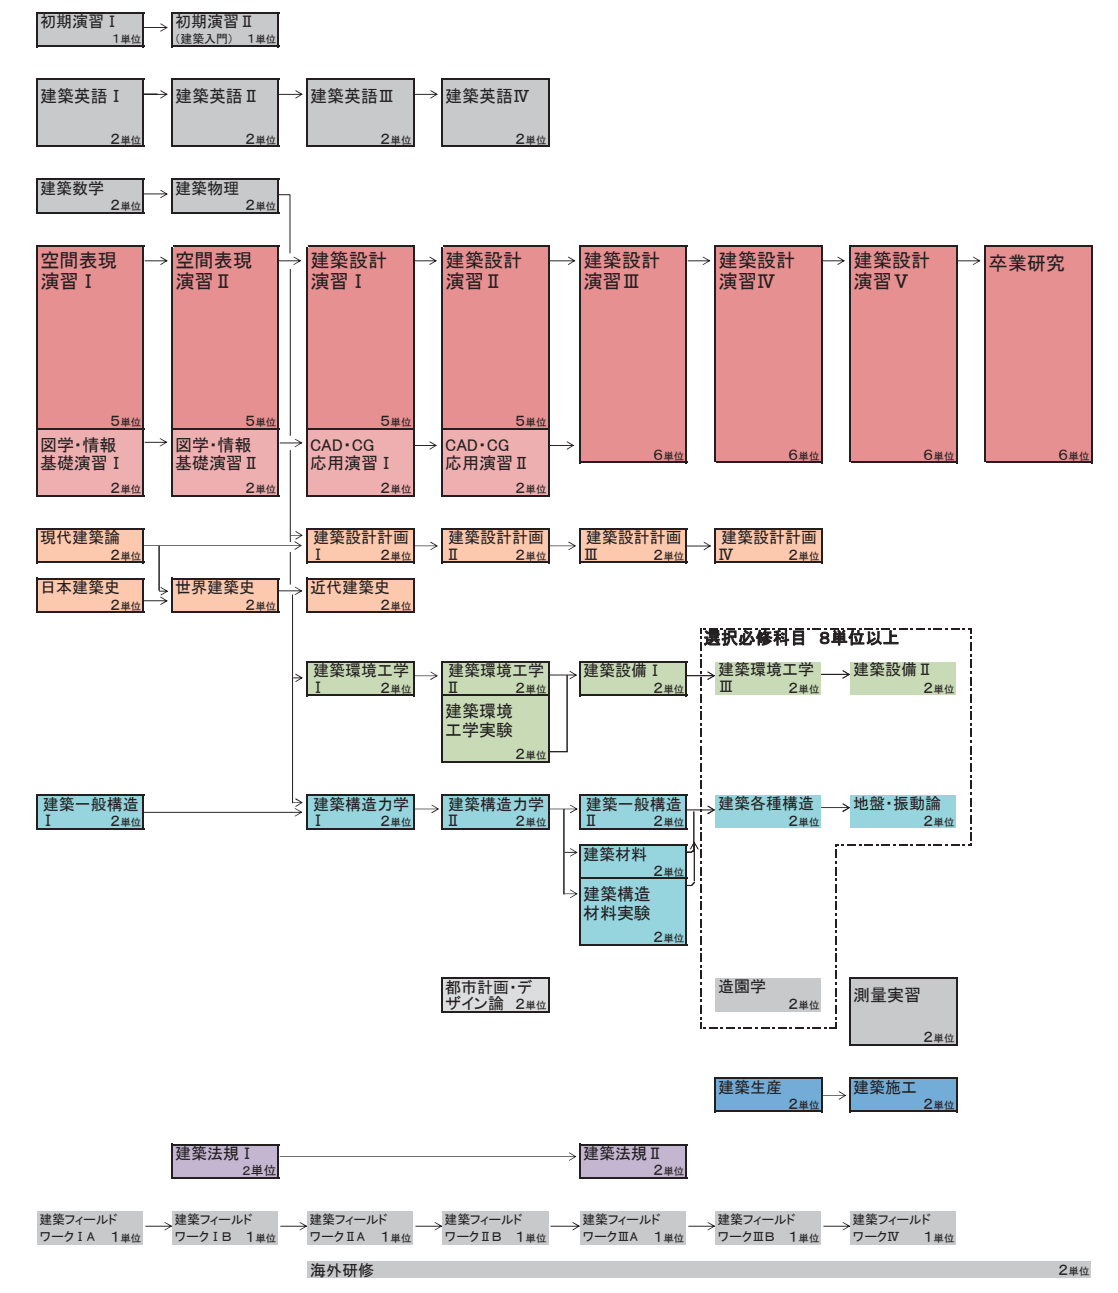 初期演習Ⅰ
1単位
初期演習Ⅱ
(建築入門) 1単位
建築英語Ⅰ
2単位
建築英語Ⅱ
2単位
建築英語Ⅲ
2単位
建築英語Ⅳ
2単位
建築数学
2単位
建築物理
2単位
空間表現
演習Ⅰ
5単位
空間表現
演習Ⅱ
5単位
建築設計
演習Ⅰ
5単位
建築設計
演習Ⅱ
5単位
建築設計
演習Ⅲ
6単位
建築設計
演習Ⅳ
6単位
建築設計
演習Ⅴ
6単位
卒業研究
6単位
図学・情報
基礎演習Ⅰ
2単位
図学・情報
基礎演習Ⅱ
2単位
CAD・CG
応用演習Ⅰ
2単位
CAD・CG
応用演習Ⅱ
2単位
現代建築論
2単位
建築設計計画
Ⅰ 2単位
建築設計計画
Ⅱ 2単位
建築設計計画
Ⅲ 2単位
建築設計計画
Ⅳ 2単位
日本建築史
2単位
世界建築史
2単位
近代建築史
2単位
選択必修科目 8単位以上
建築環境工学
Ⅰ 2単位
建築環境工学
Ⅱ 2単位
建築設備Ⅰ
2単位
建築環境工学
Ⅲ 2単位
建築設備Ⅱ
2単位
建築環境
工学実験
2単位
建築一般構造
Ⅰ 2単位
建築構造力学
Ⅰ 2単位
建築構造力学
Ⅱ 2単位
建築一般構造
Ⅱ 2単位
建築各種構造
2単位
地盤・振動論
2単位
建築材料
2単位
建築構造
材料実験
2単位
都市計画・デ
ザイン論 2単位
造園学
2単位
測量実習
2単位
建築生産
2単位
建築施工
2単位
建築法規Ⅰ
2単位
建築法規Ⅱ
2単位
建築フィールド
ワークⅠA 1単位
建築フィールド
ワークⅠB 1単位
建築フィールド
ワークⅡA 1単位
建築フィールド
ワークⅡB 1単位
建築フィールド
ワークⅢA 1単位
建築フィールド
ワークⅢB 1単位
建築フィールド
ワークⅣ 1単位
海外研修 2単位